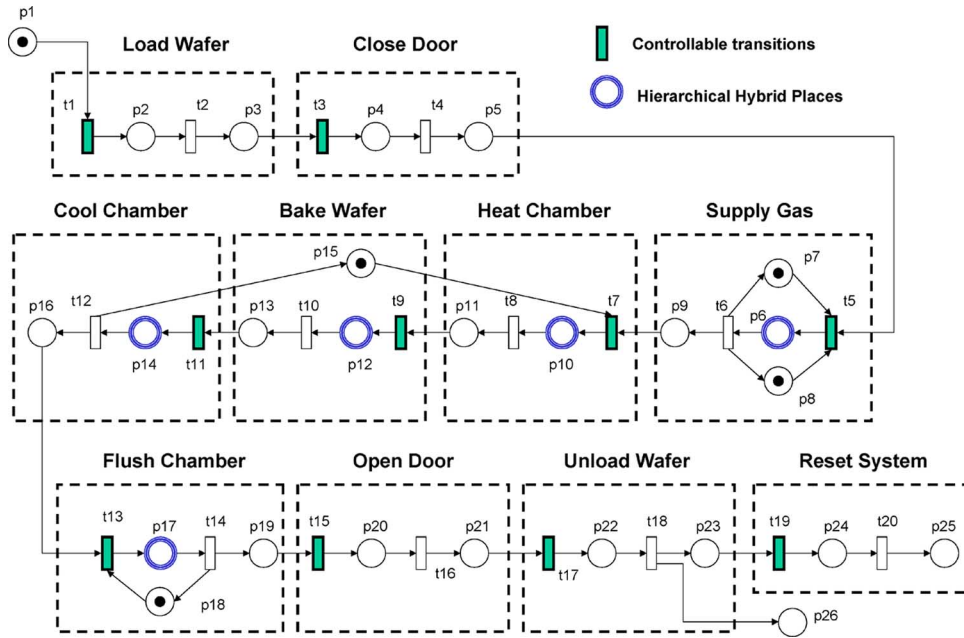 p1
Load Wafer
Close Door
Controllable transitions
Hierarchical Hybrid Places
t1
p2
t2
p3
t3
p4
t4
p5
Cool Chamber
Bake Wafer
Heat Chamber
Supply Gas
p16
t12
p14
t11
p13
t10
p15
p12
t9
p11
t8
p10
t7
p9
t6
p6
p7
t5
p8
Flush Chamber
Open Door
Unload Wafer
Reset System
t13
p17
t14
p19
p18
t15
p20
t16
p21
t17
p22
t18
p23
p26
t19
p24
t20
p25